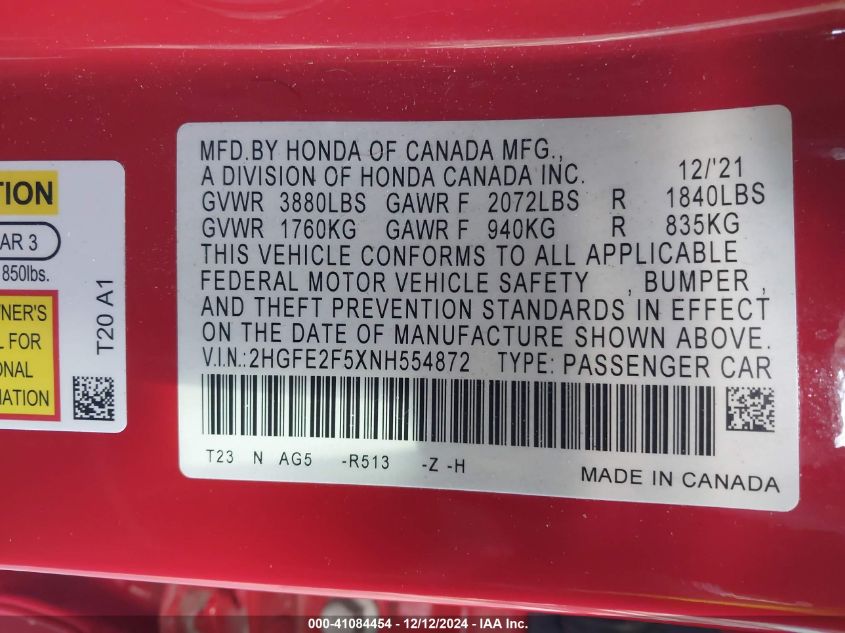 TION
AR 3
850lbs.
WNER'S
L FOR
ONAL
MATION
T20 A1
MFD.BY HONDA OF CANADA MFG.,
A DIVISION OF HONDA CANADA INC. 12/'21
GVWR 3880LBS GAWR F 2072LBS R 1840LBS
GVWR 1760KG GAWR F 940KG R 835KG
THIS VEHICLE CONFORMS TO ALL APPLICABLE
FEDERAL MOTOR VEHICLE SAFETY , BUMPER ,
AND THEFT PREVENTION STANDARDS IN EFFECT
ON THE DATE OF MANUFACTURE SHOWN ABOVE.
V.I.N.:2HGFE2F5XNH554872 TYPE: PASSENGER CAR
T23 N AG5 -R513 -Z -H
MADE IN CANADA
000-41084454 - 12/12/2024 - IAA Inc.